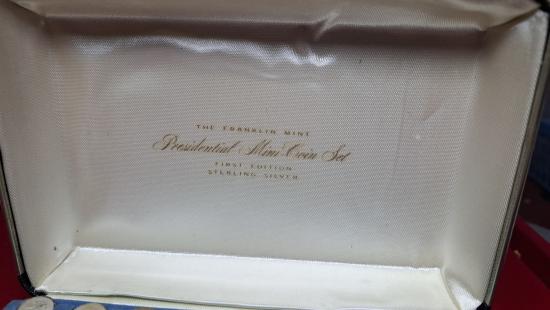 THE FRANKLIN MINT
Presidential Mini Coin Set
FIRST EDITION
STERLING SILVER